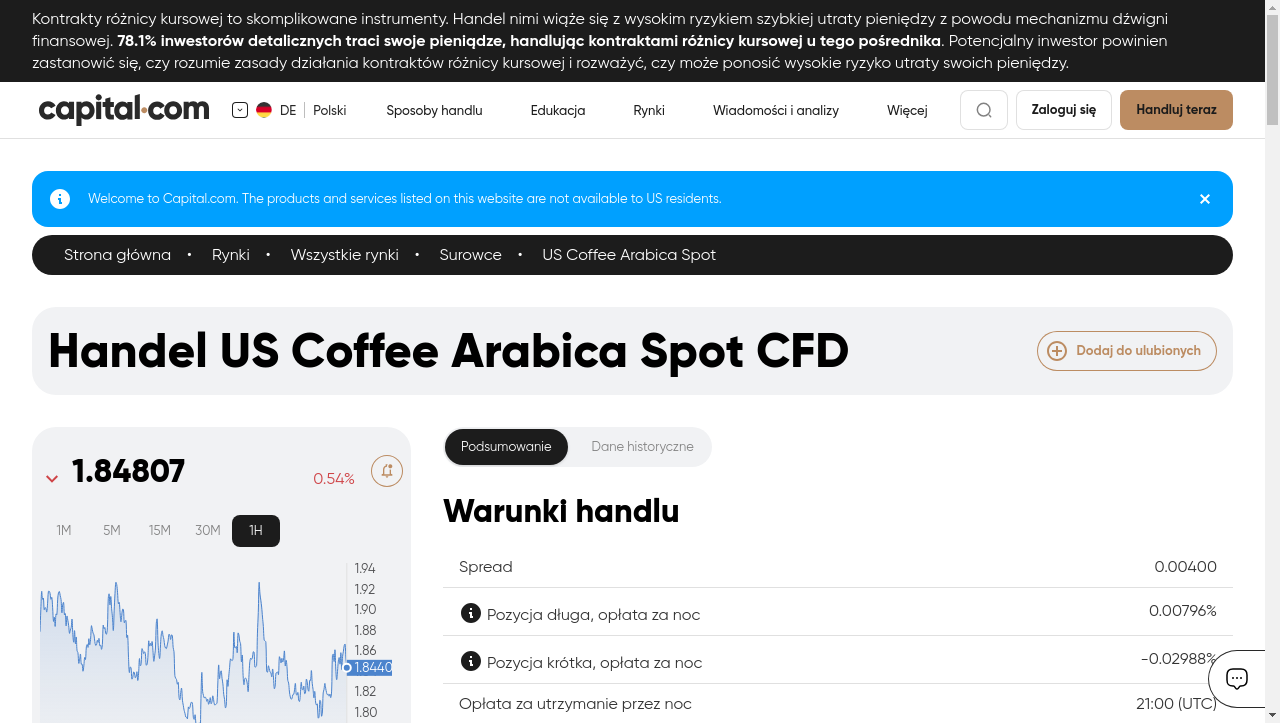 Kontrakty różnicy kursowej to skomplikowane instrumenty. Handel nimi wiąże się z wysokim ryzykiem szybkiej utraty pieniędzy z powodu mechanizmu dźwigni
finansowej. 78.1% inwestorów detalicznych traci swoje pieniądze, handlując kontraktami różnicy kursowej u tego pośrednika. Potencjalny inwestor powinien
zastanowić się, czy rozumie zasady działania kontraktów różnicy kursowej i rozważyć, czy może ponosić wysokie ryzyko utraty swoich pieniędzy.
capital.com DE Polski Sposoby handlu Edukacja Rynki Wiadomości i analizy Więcej Zaloguj się Handluj teraz
Welcome to Capital.com. The products and services listed on this website are not available to US residents.
Strona główna • Rynki • Wszystkie rynki • Surowce • US Coffee Arabica Spot
Handel US Coffee Arabica Spot CFD
Dodaj do ulubionych
1.84807 0.54%
1M 5M 15M 30M 1H
1.94
1.92
1.90
1.88
1.86
1.8440
1.82
1.80
Podsumowanie Dane historyczne
Warunki handlu
Spread 0.00400
Pozycja długa, opłata za noc 0.00796%
Pozycja krótka, opłata za noc -0.02988%
Opłata za utrzymanie przez noc 21:00 (UTC)